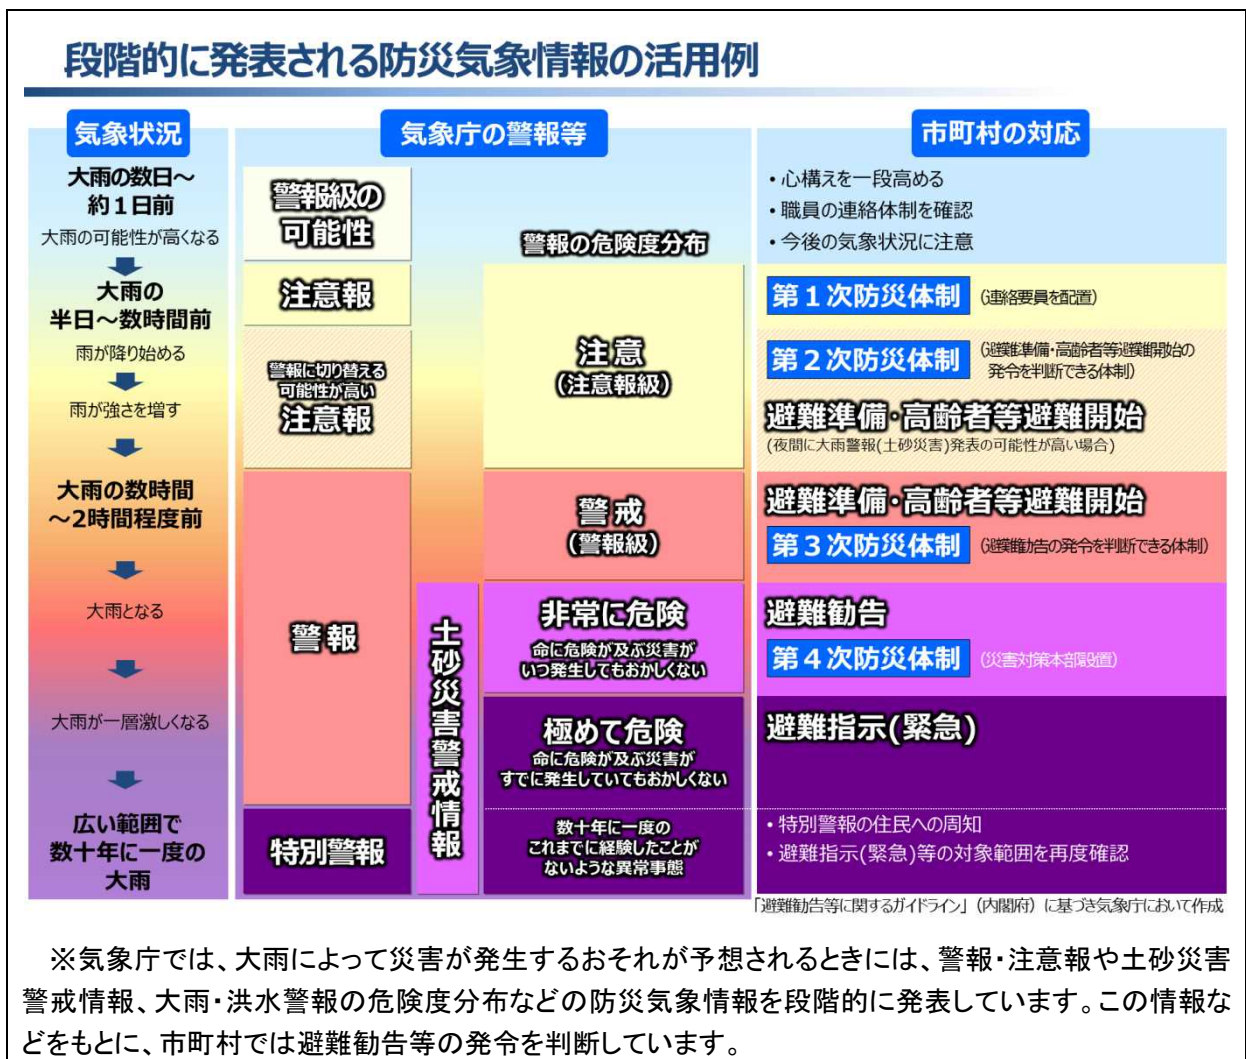 段階的に発表される防災気象情報の活用例
気象状況
大雨の数日～
約１日前
大雨の可能性が高くなる
大雨の
半日～数時間前
雨が降り始める
雨が強さを増す
大雨の数時間
～2時間程度前
大雨となる
大雨が一層激しくなる
広い範囲で
数十年に一度の
大雨
気象庁の警報等
警報級の
可能性
注意報
警報に切り替える
可能性が高い
注意報
警報
特別警報
土砂災害警戒情報
警報の危険度分布
注意
(注意報級)
警戒
(警報級)
非常に危険
命に危険が及ぶ災害が
いつ発生してもおかしくない
極めて危険
命に危険が及ぶ災害が
すでに発生していてもおかしくない
数十年に一度の
これまでに経験したことが
ないような異常事態
市町村の対応
・心構えを一段高める
・職員の連絡体制を確認
・今後の気象状況に注意
第１次防災体制 (連絡要員を配置)
第２次防災体制 (避難準備・高齢者等避難開始の
発令を判断できる体制)
避難準備・高齢者等避難開始
(夜間に大雨警報(土砂災害)発表の可能性が高い場合)
避難準備・高齢者等避難開始
第３次防災体制 (避難勧告の発令を判断できる体制)
避難勧告
第４次防災体制 (災害対策本部設置)
避難指示(緊急)
・特別警報の住民への周知
・避難指示(緊急)等の対象範囲を再度確認
「避難勧告等に関するガイドライン」(内閣府)に基づき気象庁において作成
※気象庁では、大雨によって災害が発生するおそれが予想されるときには、警報・注意報や土砂災害
警戒情報、大雨・洪水警報の危険度分布などの防災気象情報を段階的に発表しています。この情報な
どをもとに、市町村では避難勧告等の発令を判断しています。